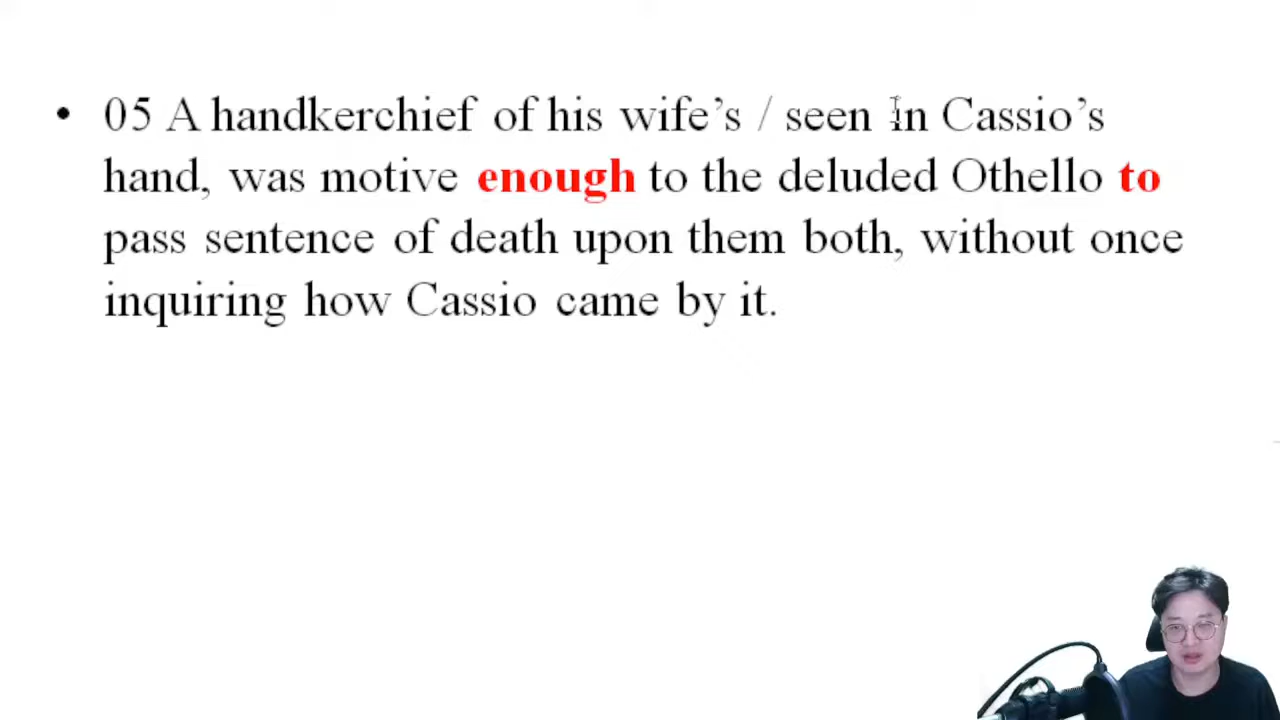 • 05 A handkerchief of his wife’s / seen in Cassio’s
hand, was motive enough to the deluded Othello to
pass sentence of death upon them both, without once
inquiring how Cassio came by it.